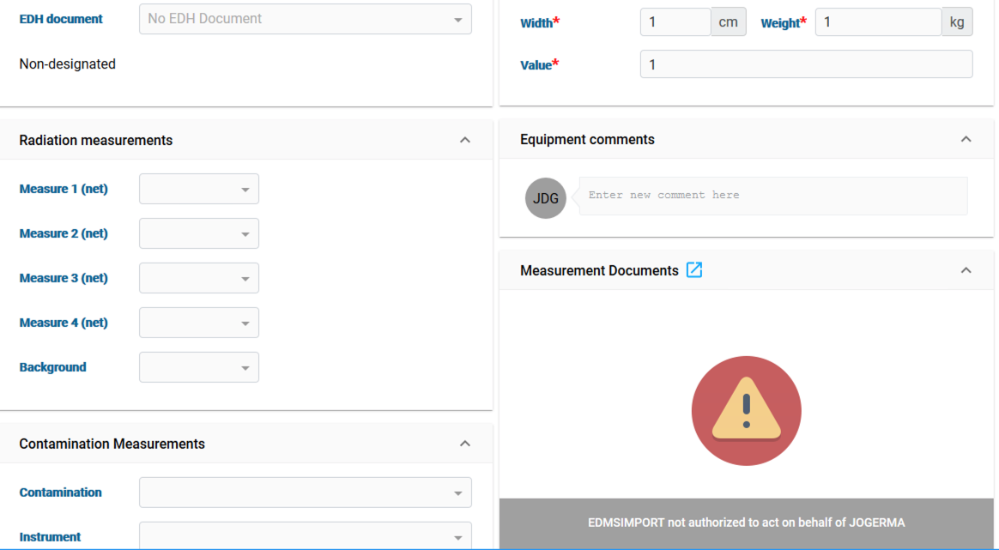 EDH document
No EDH Document
Non-designated
Radiation measurements
Measure 1 (net)
Measure 2 (net)
Measure 3 (net)
Measure 4 (net)
Background
Contamination Measurements
Contamination
Instrument
Width* 1 cm Weight* 1 kg
Value* 1
Equipment comments
JDG
Enter new comment here
Measurement Documents
EDMSIMPORT not authorized to act on behalf of JOGERMA